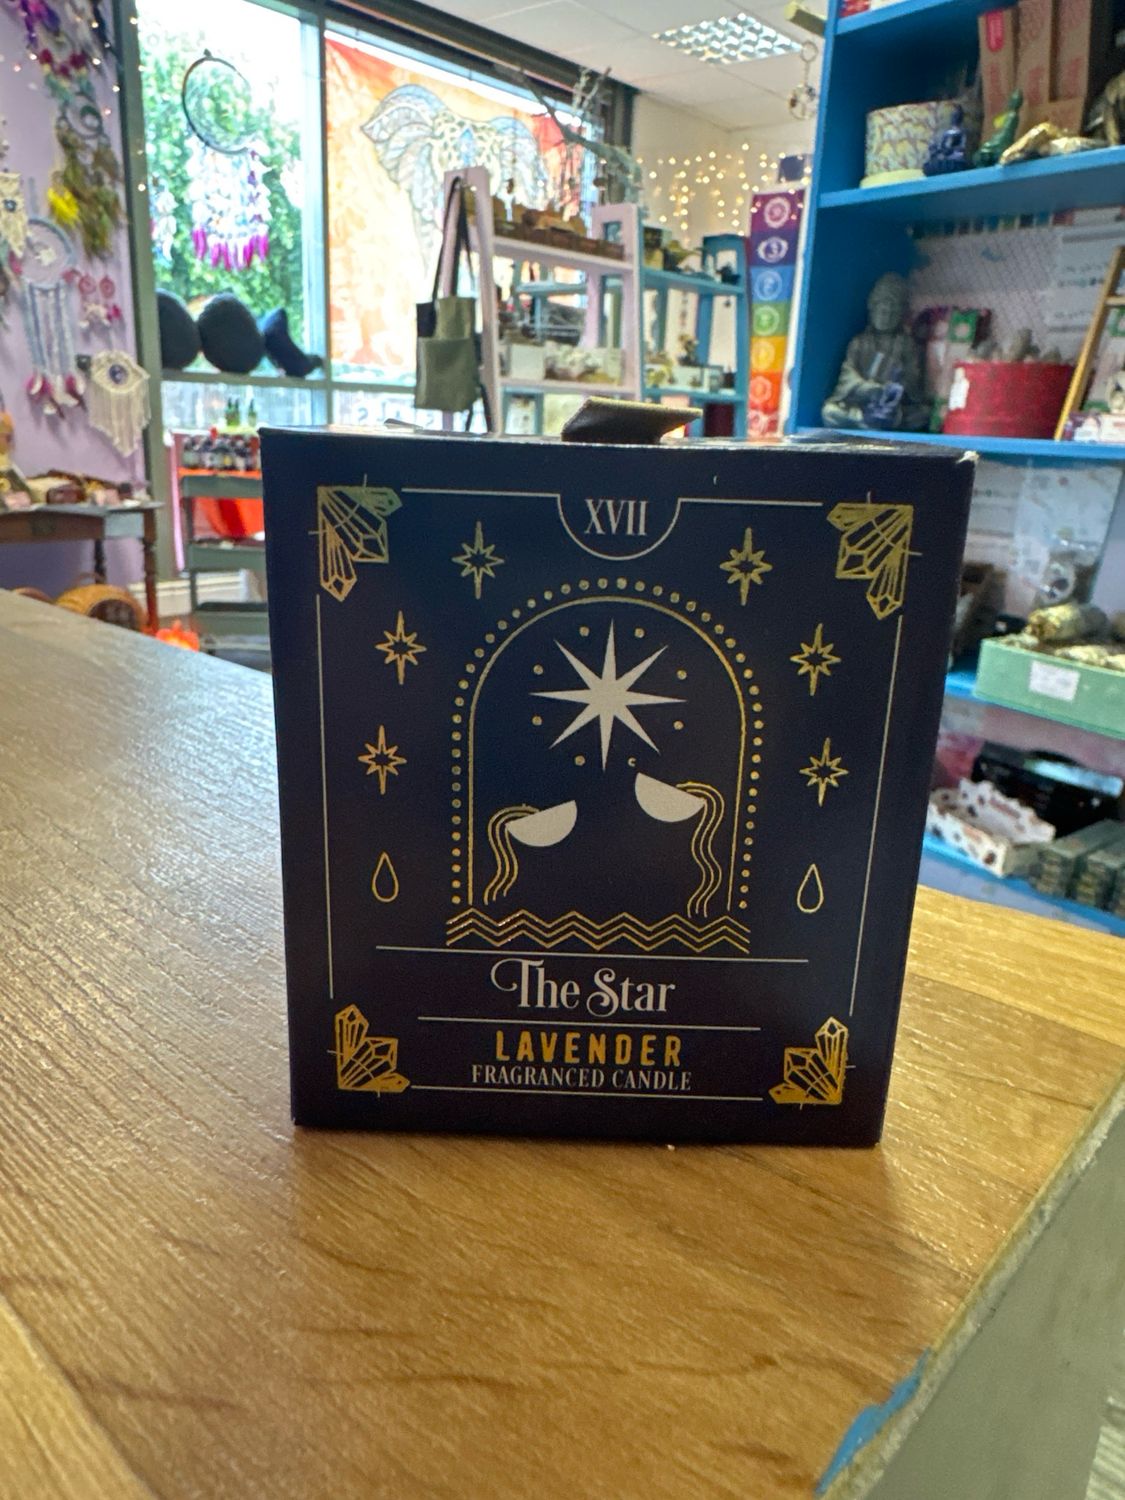 XVII
The Star
LAVENDER
FRAGRANCED CANDLE